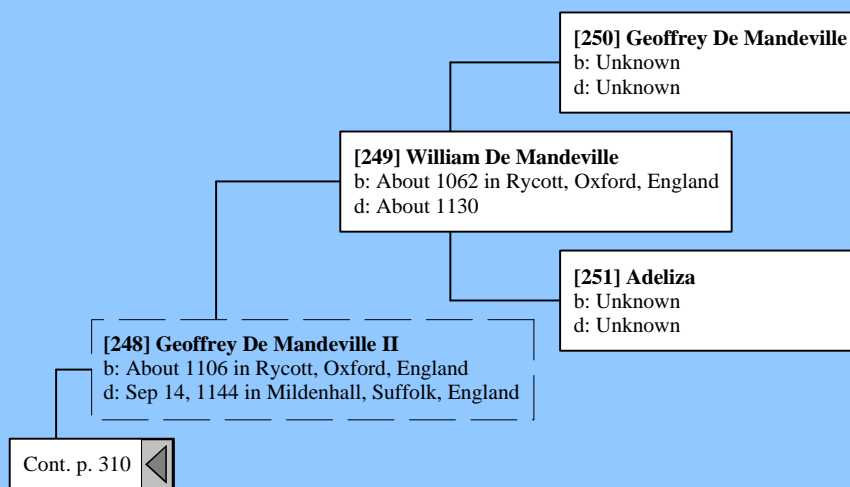 [250] Geoffrey De Mandeville
b: Unknown
d: Unknown
[249] William De Mandeville
b: About 1062 in Rycott, Oxford, England
d: About 1130
[251] Adeliza
b: Unknown
d: Unknown
[248] Geoffrey De Mandeville II
b: About 1106 in Rycott, Oxford, England
d: Sep 14, 1144 in Mildenhall, Suffolk, England
Cont. p. 310